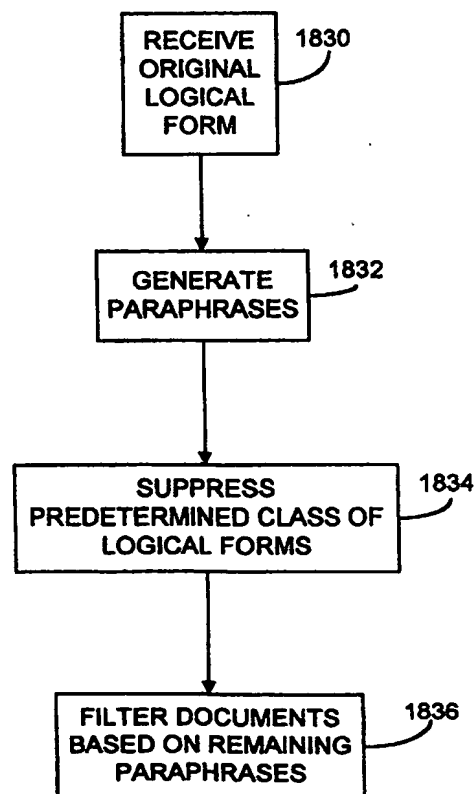 RECEIVE
ORIGINAL
LOGICAL
FORM
1830
GENERATE
PARAPHRASES
1832
SUPPRESS
PREDETERMINED CLASS OF
LOGICAL FORMS
1834
FILTER DOCUMENTS
BASED ON REMAINING
PARAPHRASES
1836